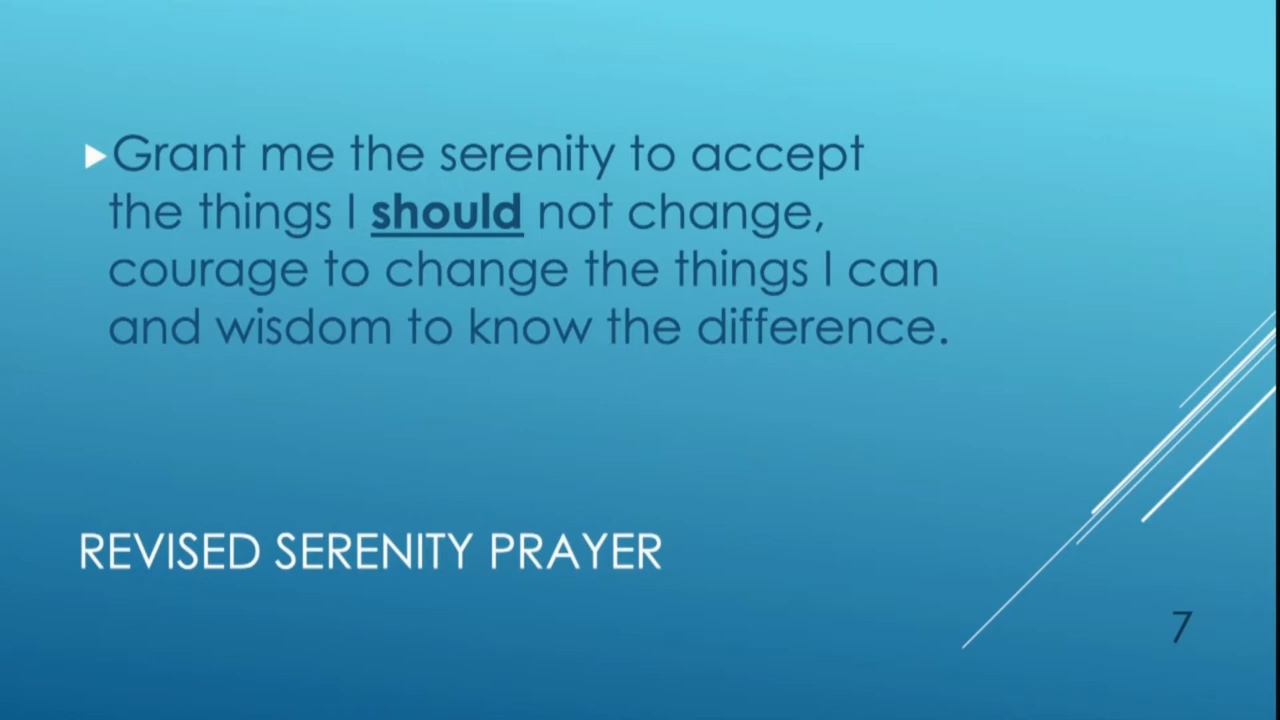 Grant me the serenity to accept
the things I should not change,
courage to change the things I can
and wisdom to know the difference.
REVISED SERENITY PRAYER
7